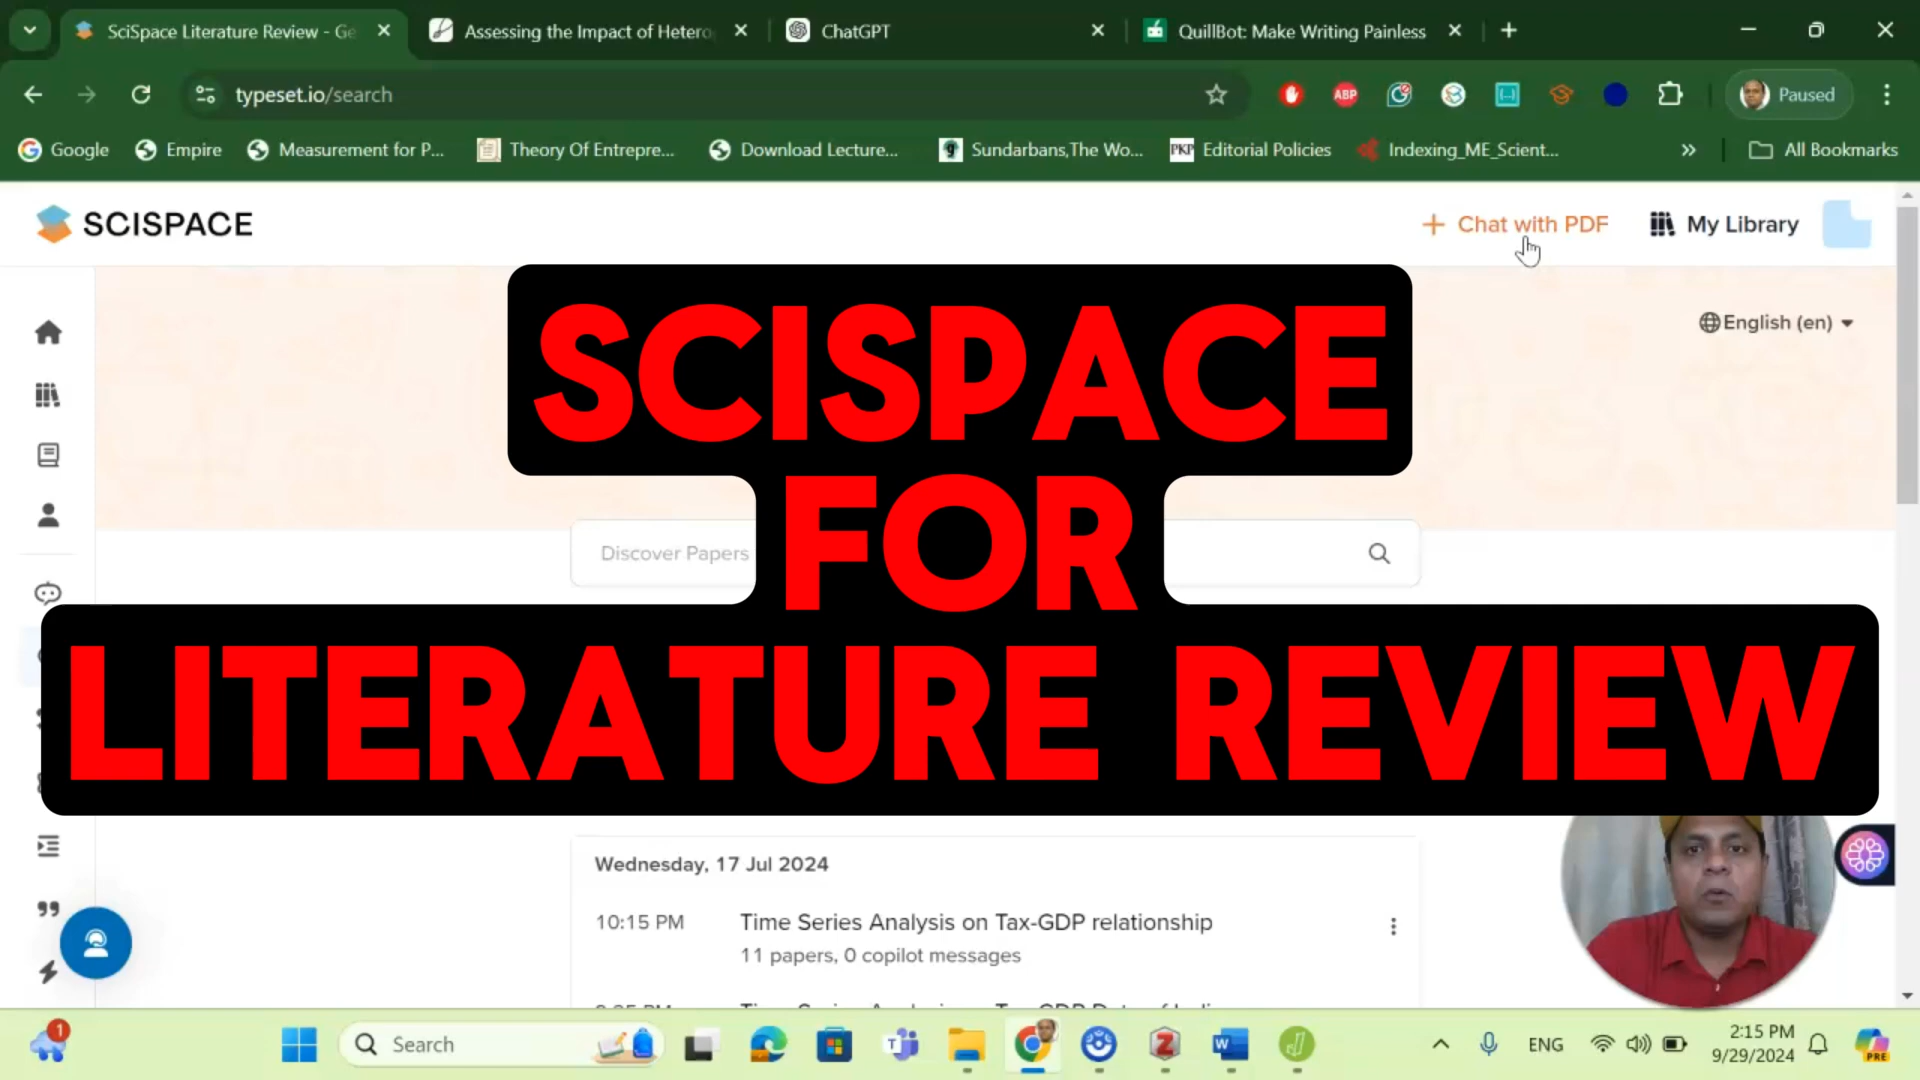 SciSpace Literature Review - Ge
Assessing the Impact of Hetero
ChatGPT
QuillBot: Make Writing Painless
typeset.io/search
ABP
Paused
Google
Empire
Measurement for P...
Theory Of Entrepre...
Download Lecture...
Sundarbans,The Wo...
PKP
Editorial Policies
Indexing_ME_Scient...
All Bookmarks
SCISPACE
Chat with PDF
My Library
English (en)
SCISPACE
FOR
LITERATURE REVIEW
Discover Papers
Wednesday, 17 Jul 2024
10:15 PM
Time Series Analysis on Tax-GDP relationship
11 papers, 0 copilot messages
1
Search
ENG
2:15 PM
9/29/2024
PRE